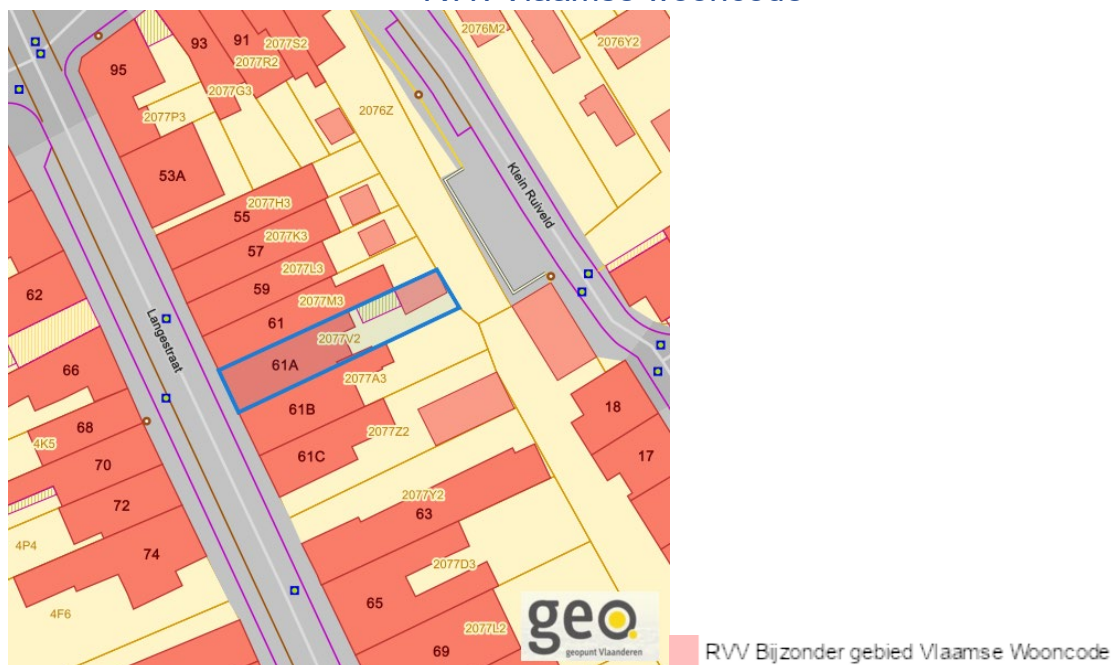 RVV Vlaamse wooncode
93
91
2077S2
2076M2
2076Y2
95
2077R2
2077G3
2076Z
2077P3
53A
Klein Ruiveld
2077H3
55
2077K3
57
2077L3
59
62
2077M3
61
Langestraat
2077V2
61A
66
2077A3
61B
18
68
2077Z2
4K5
61C
17
70
2077Y2
72
63
4P4
74
2077D3
65
4F6
2077L2
69
geo
geopunt Vlaanderen
RVV Bijzonder gebied Vlaamse Wooncode